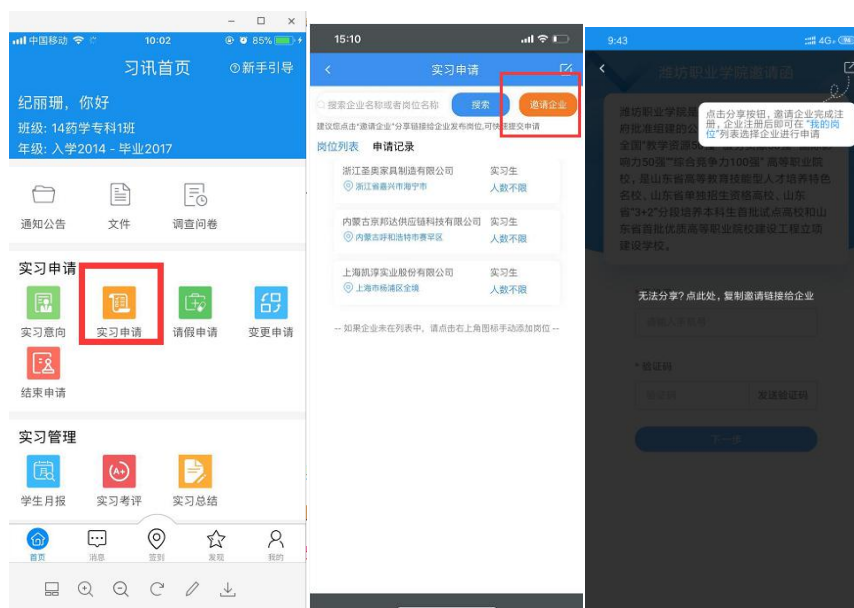 中国移动
10:02
85%
习讯首页
新手引导
纪丽珊，你好
班级: 14药学专科1班
年级: 入学2014 - 毕业2017
通知公告
文件
调查问卷
实习申请
实习意向
实习申请
请假申请
变更申请
结束申请
实习管理
A+
学生月报
实习考评
实习总结
首页
消息
签到
发现
我的
15:10
实习申请
搜索企业名称或者岗位名称
搜索
邀请企业
建议您点击“邀请企业”分享链接给企业发布岗位,可快速提交申请
岗位列表
申请记录
浙江圣奥家具制造有限公司
实习生
浙江省嘉兴市海宁市
人数不限
内蒙古京邦达供应链科技有限公司
实习生
内蒙古呼和浩特市赛罕区
人数不限
上海凯淳实业股份有限公司
实习生
上海市杨浦区全境
人数不限
-- 如果企业未在列表中，请点击右上角图标手动添加岗位 --
9:43
4G
96
潍坊职业学院邀请函
点击分享按钮，邀请企业完成注
册，企业注册后即可在“我的岗
位”列表选择企业进行申请
潍坊职业学院是
府批准组建的公
全国“教学资源50
响力50强”“综合竞争力100强”高等职业院
校，是山东省高等教育技能型人才培养特色
名校、山东省单独招生资格高校、山东
省“3+2”分段培养本科生首批试点高校和山
东省首批优质高等职业院校建设工程立项
建设学校。
无法分享? 点此处，复制邀请链接给企业
* 验证码
验证码
发送验证码
下一步